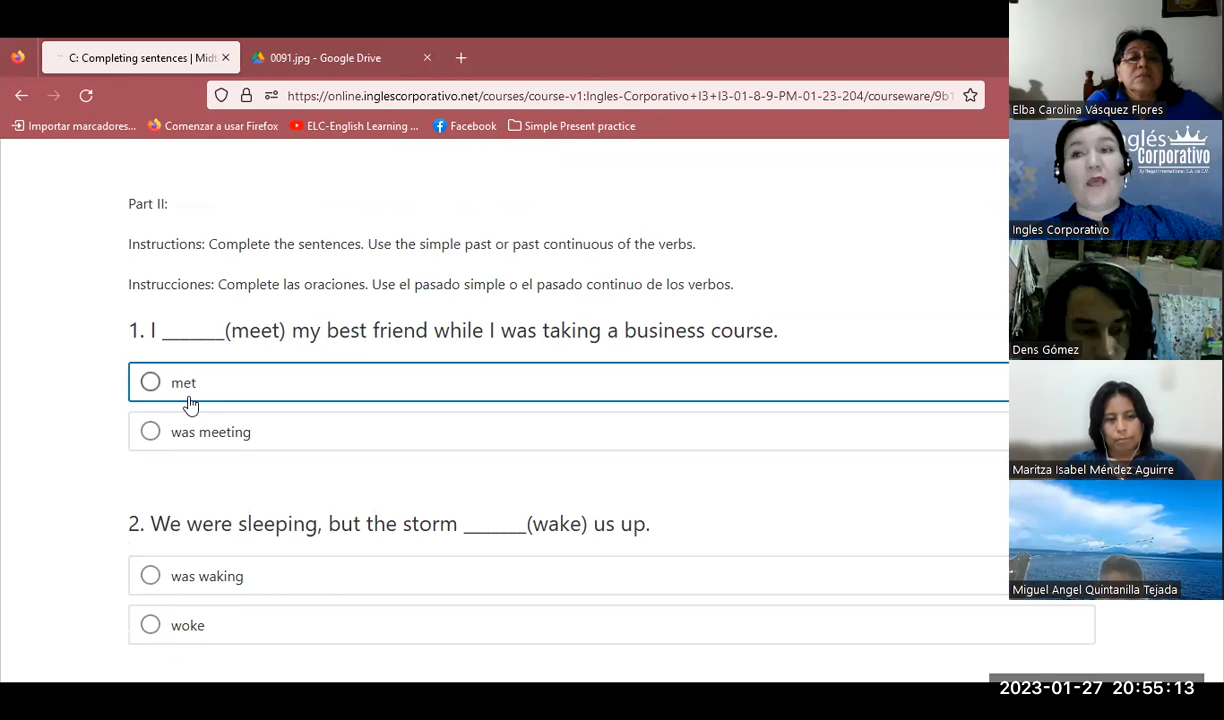 C: Completing sentences | Midt
0091.jpg - Google Drive
https://online.inglescorporativo.net/courses/course-v1:Ingles-Corporativo+I3+I3-01-8-9-PM-01-23-204/courseware/9b1
Importar marcadores...
Comenzar a usar Firefox
ELC-English Learning ...
Facebook
Simple Present practice
Part II:
Instructions: Complete the sentences. Use the simple past or past continuous of the verbs.
Instrucciones: Complete las oraciones. Use el pasado simple o el pasado continuo de los verbos.
1. I ______(meet) my best friend while I was taking a business course.
met
was meeting
2. We were sleeping, but the storm ______(wake) us up.
was waking
woke
Elba Carolina Vásquez Flores
nglés
Corporativo
Ingles Corporativo
Dens Gómez
Maritza Isabel Méndez Aguirre
Miguel Angel Quintanilla Tejada
2023-01-27 20:55:13